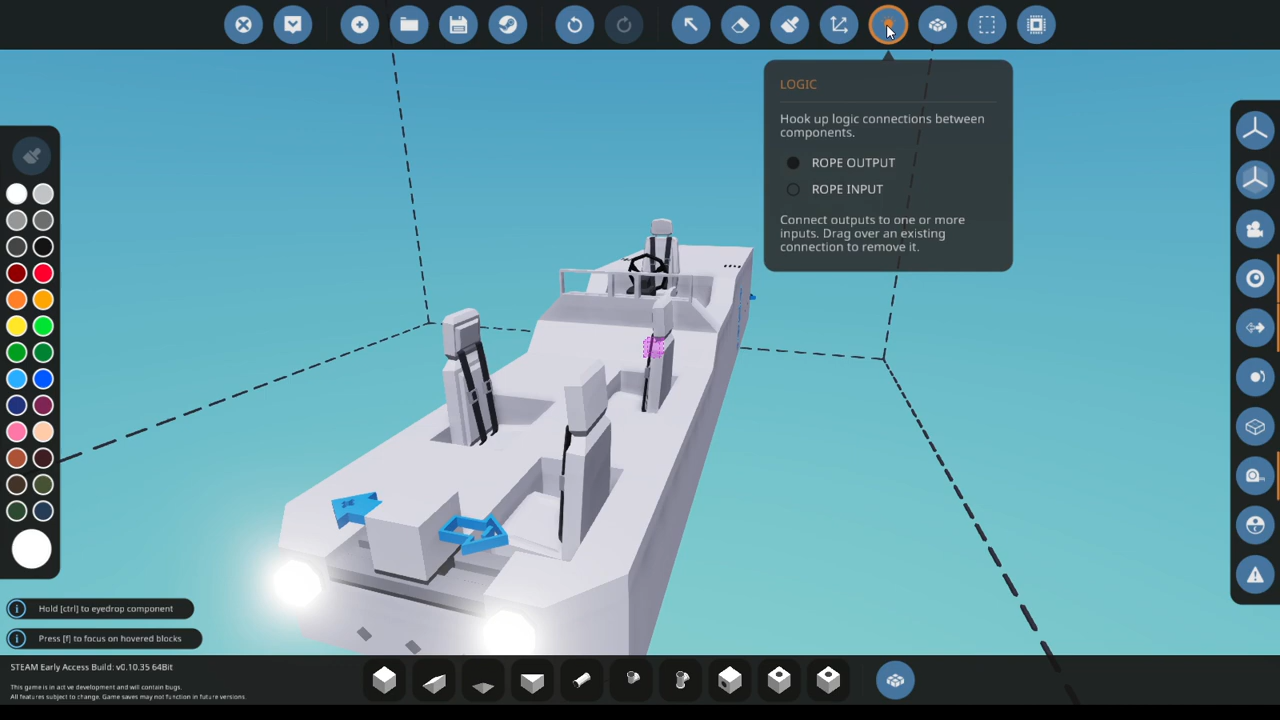 LOGIC
Hook up logic connections between
components.
ROPE OUTPUT
ROPE INPUT
Connect outputs to one or more
inputs. Drag over an existing
connection to remove it.
Hold [ctrl] to eyedrop component
Press [f] to focus on hovered blocks
STEAM Early Access Build: v0.10.35 64Bit
This game is in active development and will contain bugs.
All features subject to change. Game saves may not function in future versions.